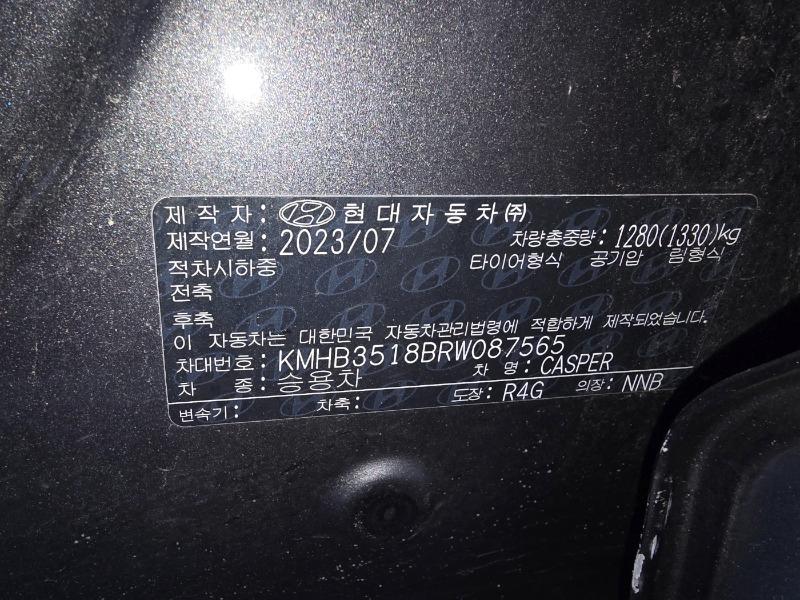 제 작 자 : 현대자동차㈜
제작연월 : 2023/07 차량총중량 : 1280(1330)kg
적차시하중 타이어형식 공기압 림형식
전축
후축
이 자동차는 대한민국 자동차관리법령에 적합하게 제작되었습니다.
차대번호 : KMHB3518BRW087565
차 종 : 승용차 차 명 : CASPER
변속기 : 차축 : 도장 : R4G 의장 : NNB